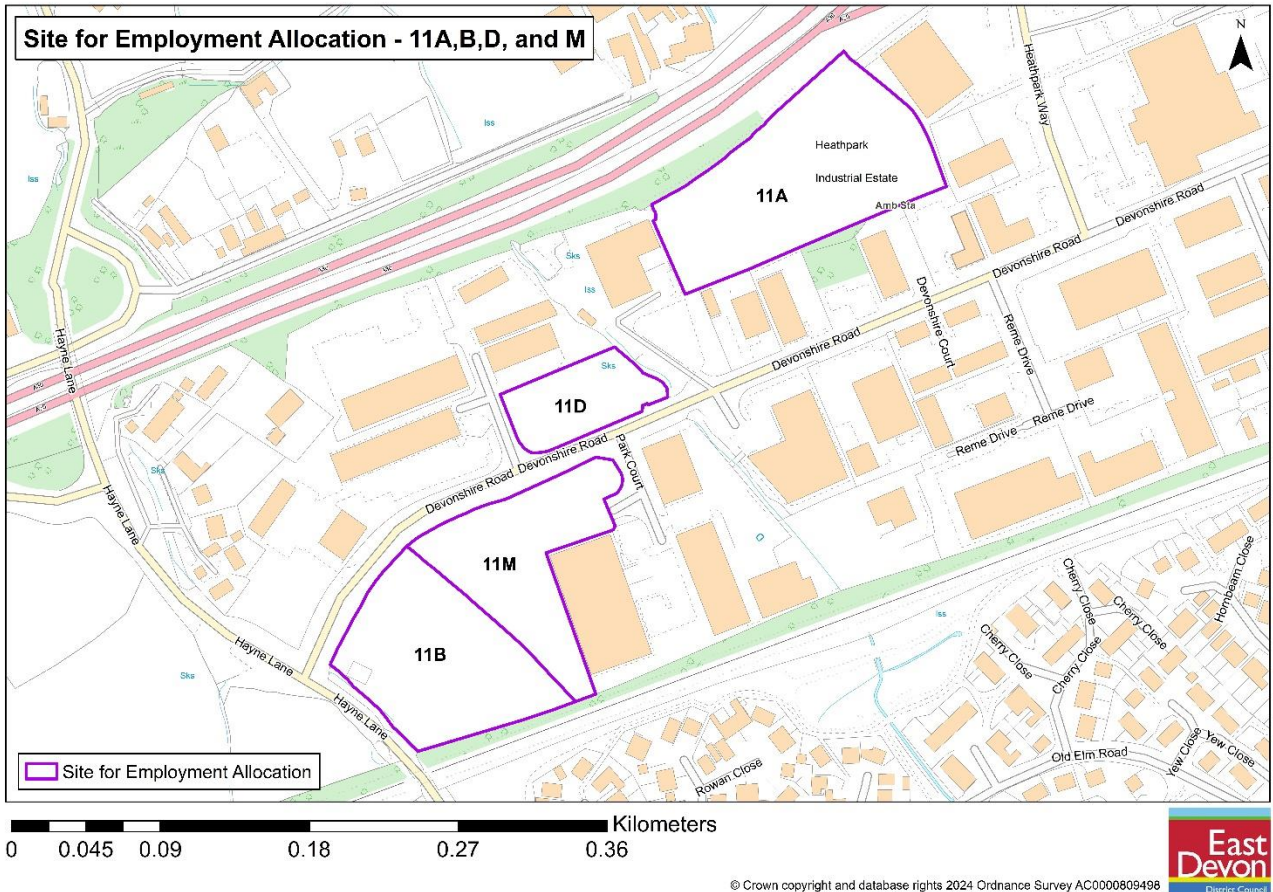 Site for Employment Allocation - 11A,B,D, and M
N
Heathpark Way
Iss
Iss
Heathpark
Industrial Estate
11A
Amb Sta
Devonshire Road
Devonshire Road
Sks
Iss
Hayne Lane
Devonshire Court
Reme Drive
Devonshire Road
Sks
11D
Reme Drive
Reme Drive
Devonshire Road
Devonshire Road
Park Court
Sks
Hayne Lane
D
11M
Cherry Close
Cherry Close
Hornbeam Close
Iss
Cherry Close
Cherry Close
11B
Hayne Lane
Sks
Hayne Lane
Old Elm Road
Yew Close
Yew Close
Rowan Close
Site for Employment Allocation
Kilometers
0 0.045 0.09 0.18 0.27 0.36
East
Devon
District Council
© Crown copyright and database rights 2024 Ordnance Survey AC0000809498